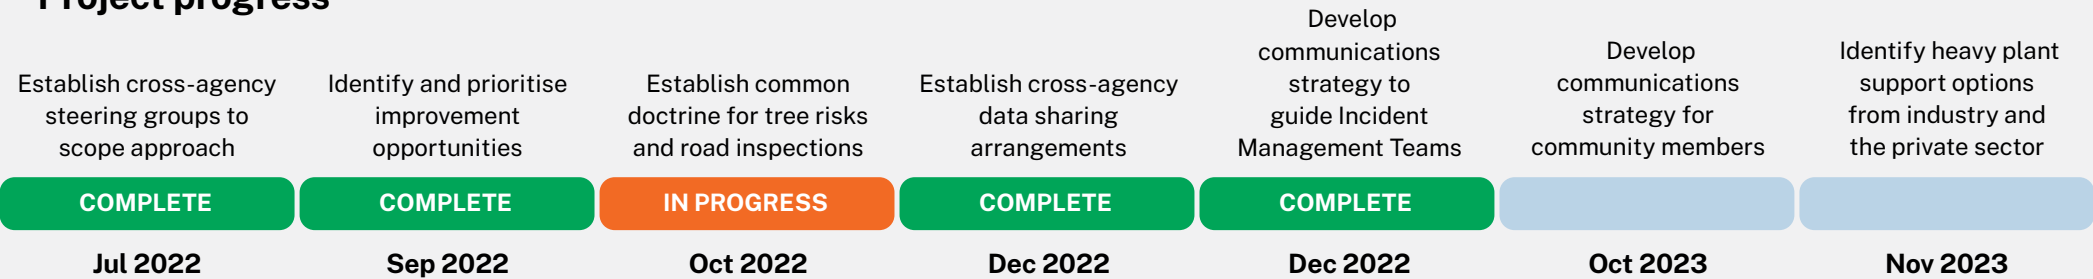 Project progress
Establish cross-agency
steering groups to
scope approach
COMPLETE
Jul 2022
Identify and prioritise
improvement
opportunities
COMPLETE
Sep 2022
Establish common
doctrine for tree risks
and road inspections
IN PROGRESS
Oct 2022
Establish cross-agency
data sharing
arrangements
COMPLETE
Dec 2022
Develop
communications
strategy to
guide Incident
Management Teams
COMPLETE
Dec 2022
Develop
communications
strategy for
community members
Oct 2023
Identify heavy plant
support options
from industry and
the private sector
Nov 2023